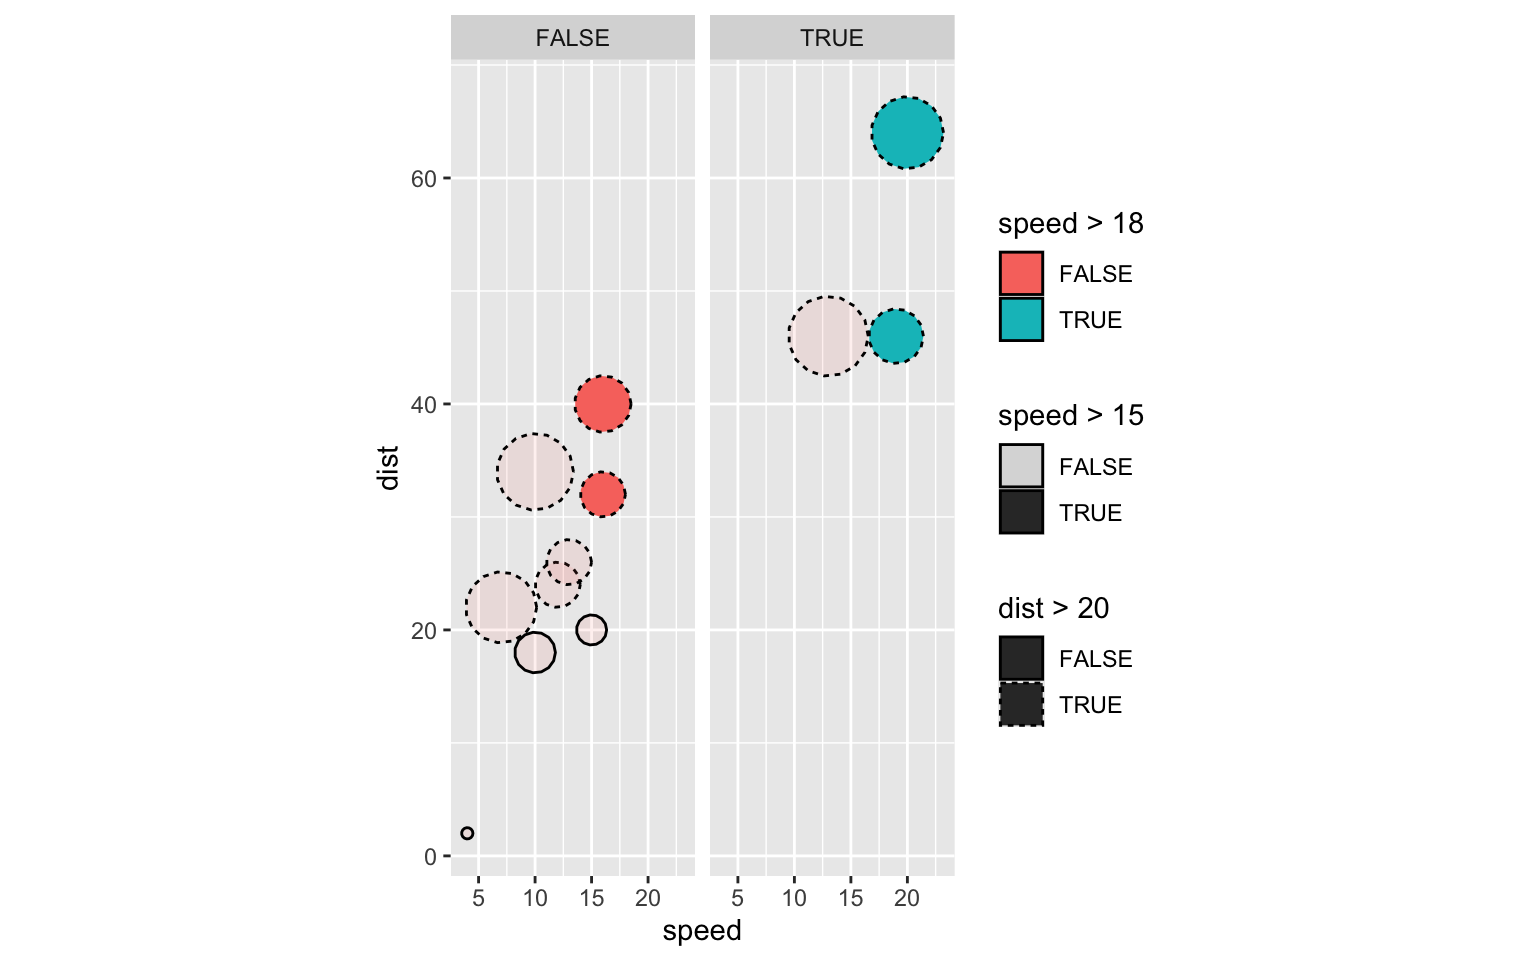 FALSE
TRUE
60
40
20
0
dist
5 10 15 20
5 10 15 20
speed
speed > 18
FALSE
TRUE
speed > 15
FALSE
TRUE
dist > 20
FALSE
TRUE